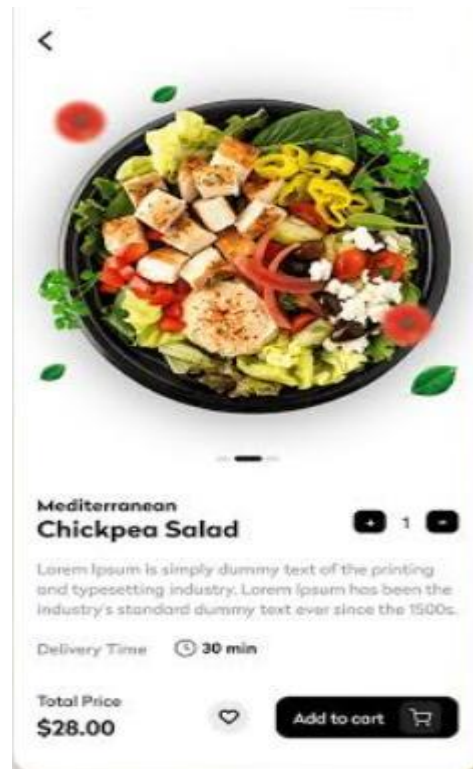 Mediterranean
Chickpea Salad
+ 1 -
Lorem Ipsum is simply dummy text of the printing
and typesetting industry. Lorem Ipsum has been the
industry's standard dummy text ever since the 1500s.
Delivery Time 30 min
Total Price
$28.00
Add to cart